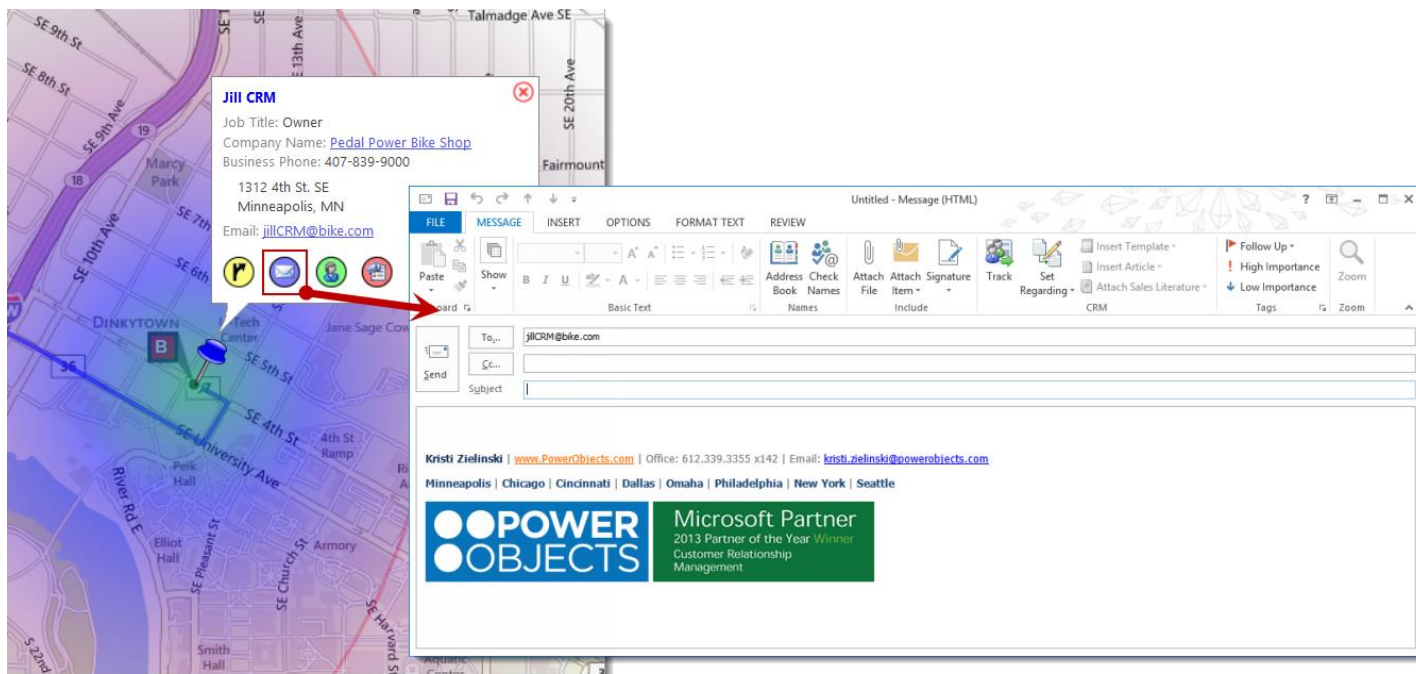 SE 9th St
SE 8th St
SE 9th Ave
SE 13th Ave
Talmadge Ave SE
SE 20th Ave
19
18
Marcy
Park
SE 10th Ave
SE 7th
SE 6th
Fairmount
Jill CRM
Job Title: Owner
Company Name: Pedal Power Bike Shop
Business Phone: 407-839-9000
1312 4th St. SE
Minneapolis, MN
Email: jillCRM@bike.com
DINKYTOWN
Center
Jane Sage Cow
B
36
SE 5th St
SE 4th St
SE University Ave
4th St
Ramp
Peik
Hall
River Rd E
Elliot
Hall
SE Pleasant St
SE Church St
Armory
SE Harvard S
Smith
Hall
S 22nd
Aquatic
Center
3
Untitled - Message (HTML)
FILE MESSAGE INSERT OPTIONS FORMAT TEXT REVIEW
Paste
Show
B I U
Basic Text
Address Book
Check Names
Names
Attach File
Attach Item
Signature
Include
Track
Set Regarding
Insert Template
Insert Article
Attach Sales Literature
CRM
Follow Up
High Importance
Low Importance
Tags
Zoom
Zoom
Send
To... jillCRM@bike.com
Cc...
Subject
Kristi Zielinski | www.PowerObjects.com | Office: 612.339.3355 x142 | Email: kristi.zielinski@powerobjects.com
Minneapolis | Chicago | Cincinnati | Dallas | Omaha | Philadelphia | New York | Seattle
POWER
OBJECTS
Microsoft Partner
2013 Partner of the Year Winner
Customer Relationship
Management